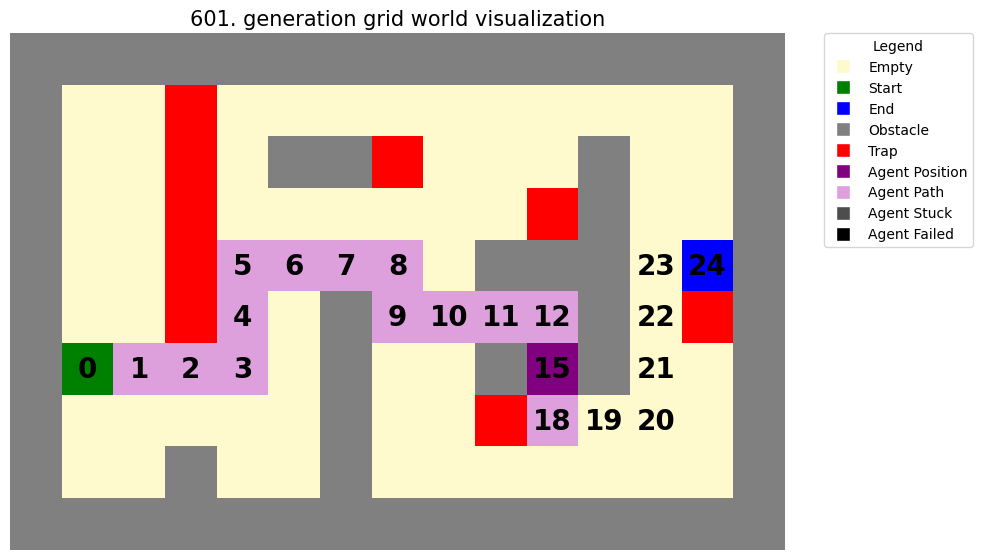 601. generation grid world visualization
5 6 7 8 23 24
4 9 10 11 12 22
0 1 2 3 15 21
18 19 20
Legend
Empty
Start
End
Obstacle
Trap
Agent Position
Agent Path
Agent Stuck
Agent Failed